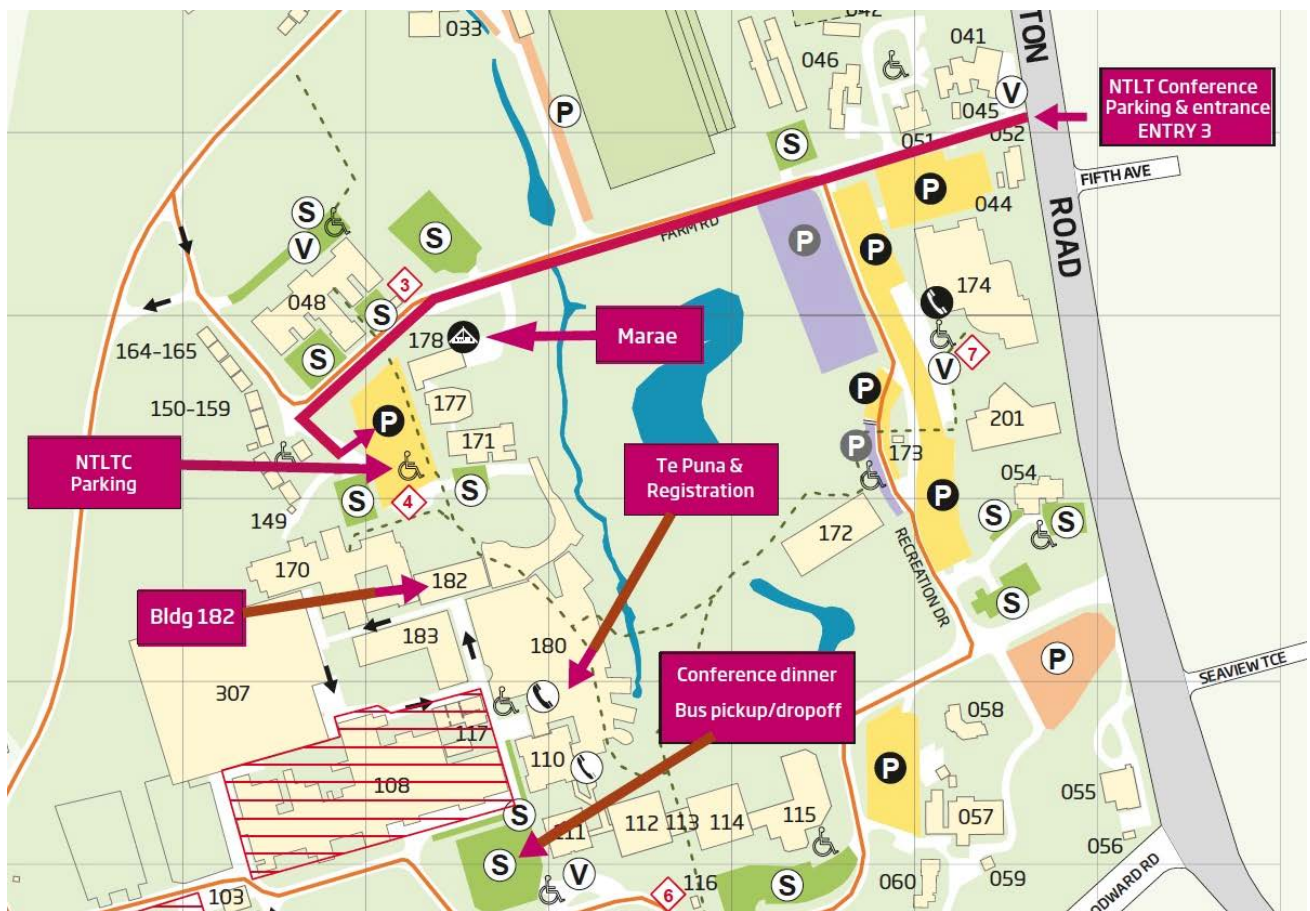 033
042
046
041
TON
NTLT Conference
Parking & entrance
ENTRY 3
V
045
P
S
051
052
FIFTH AVE
P
044
S
V
S
FARM RD
P
P
ROAD
3
048
S
174
164-165
178
Marae
S
V
7
150-159
177
P
P
201
171
NTLTC
Parking
P
173
Te Puna &
Registration
054
S
S
4
P
S
S
149
172
RECREATION DR
170
182
S
Bldg 182
183
180
Conference dinner
Bus pickup/dropoff
P
SEAVIEW TCE
307
058
117
110
P
108
055
S
111
112
113
114
115
057
056
S
V
116
S
060
059
ODWARD RD
103
6